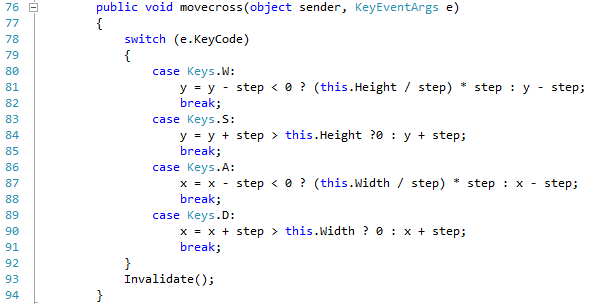 76 public void movecross(object sender, KeyEventArgs e)
77 {
78 switch (e.KeyCode)
79 {
80 case Keys.W:
81 y = y - step < 0 ? (this.Height / step) * step : y - step;
82 break;
83 case Keys.S:
84 y = y + step > this.Height ?0 : y + step;
85 break;
86 case Keys.A:
87 x = x - step < 0 ? (this.Width / step) * step : x - step;
88 break;
89 case Keys.D:
90 x = x + step > this.Width ? 0 : x + step;
91 break;
92 }
93 Invalidate();
94 }